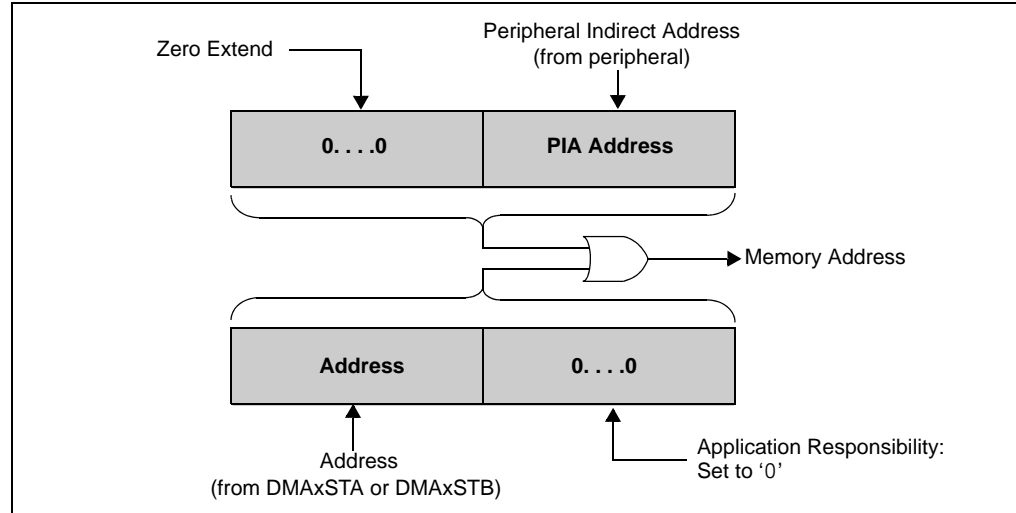 Zero Extend
Peripheral Indirect Address
(from peripheral)
0. . . .0
PIA Address
Memory Address
Address
0. . . .0
Address
(from DMAxSTA or DMAxSTB)
Application Responsibility:
Set to ‘0’